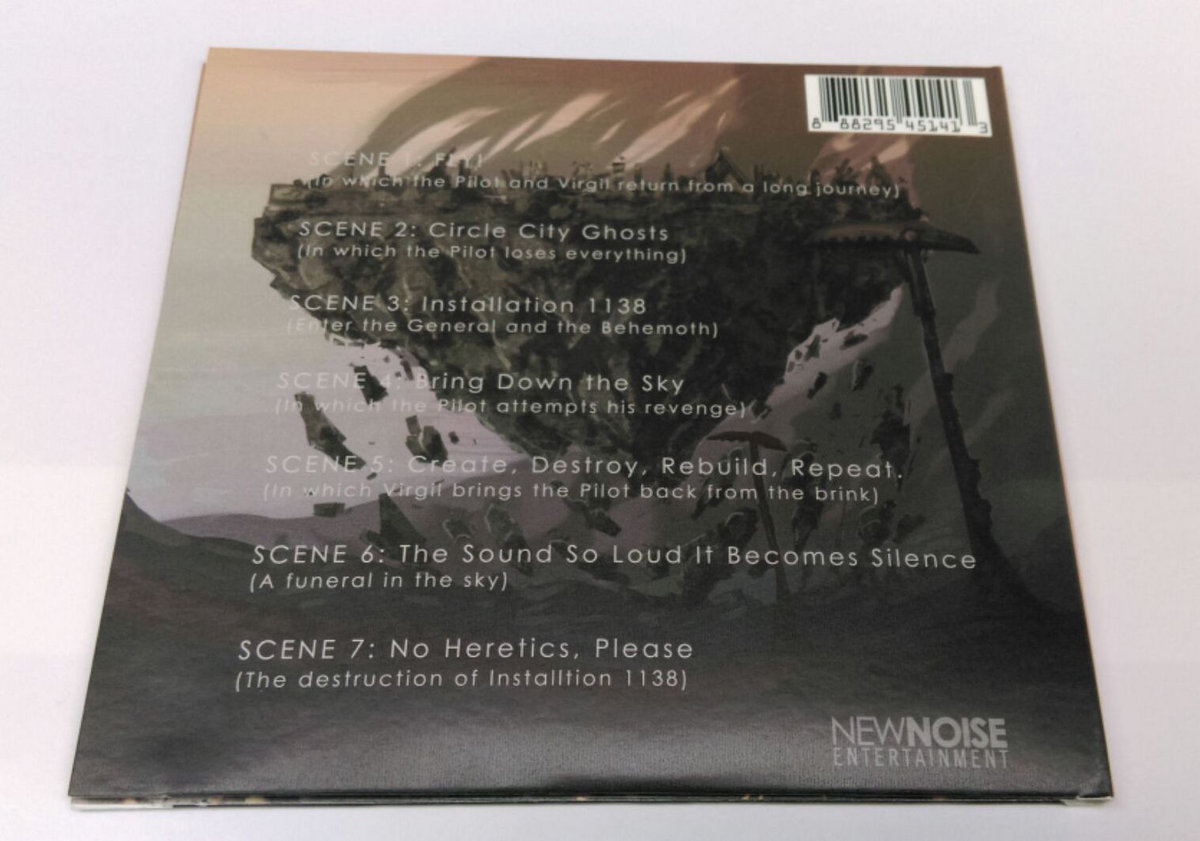 8 88295 45141 3
SCENE 1: FLY!
(In which the Pilot and Virgil return from a long journey)
SCENE 2: Circle City Ghosts
(In which the Pilot loses everything)
SCENE 3: Installation 1138
(Enter the General and the Behemoth)
SCENE 4: Bring Down the Sky
(In which the Pilot attempts his revenge)
SCENE 5: Create, Destroy, Rebuild, Repeat.
(In which Virgil brings the Pilot back from the brink)
SCENE 6: The Sound So Loud It Becomes Silence
(A funeral in the sky)
SCENE 7: No Heretics, Please
(The destruction of Installtion 1138)
NEWNOISE
ENTERTAINMENT